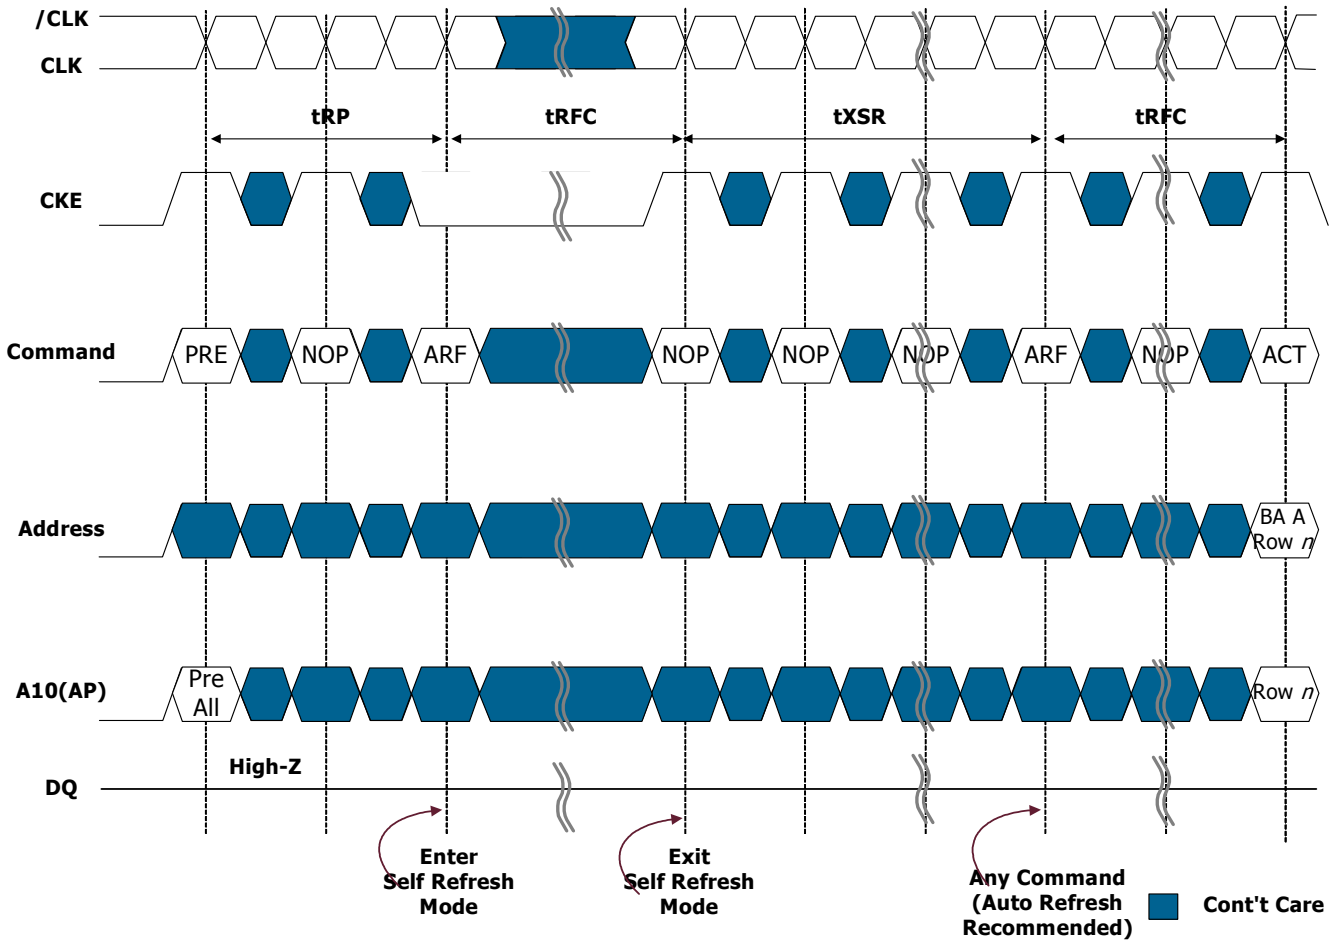 /CLK
CLK
tRP tRFC tXSR tRFC
CKE
Command PRE NOP ARF NOP NOP NOP ARF NOP ACT
Address BA A
Row n
A10(AP) Pre
All Row n
High-Z
DQ
Enter
Self Refresh
Mode
Exit
Self Refresh
Mode
Any Command
(Auto Refresh
Recommended)
Cont't Care